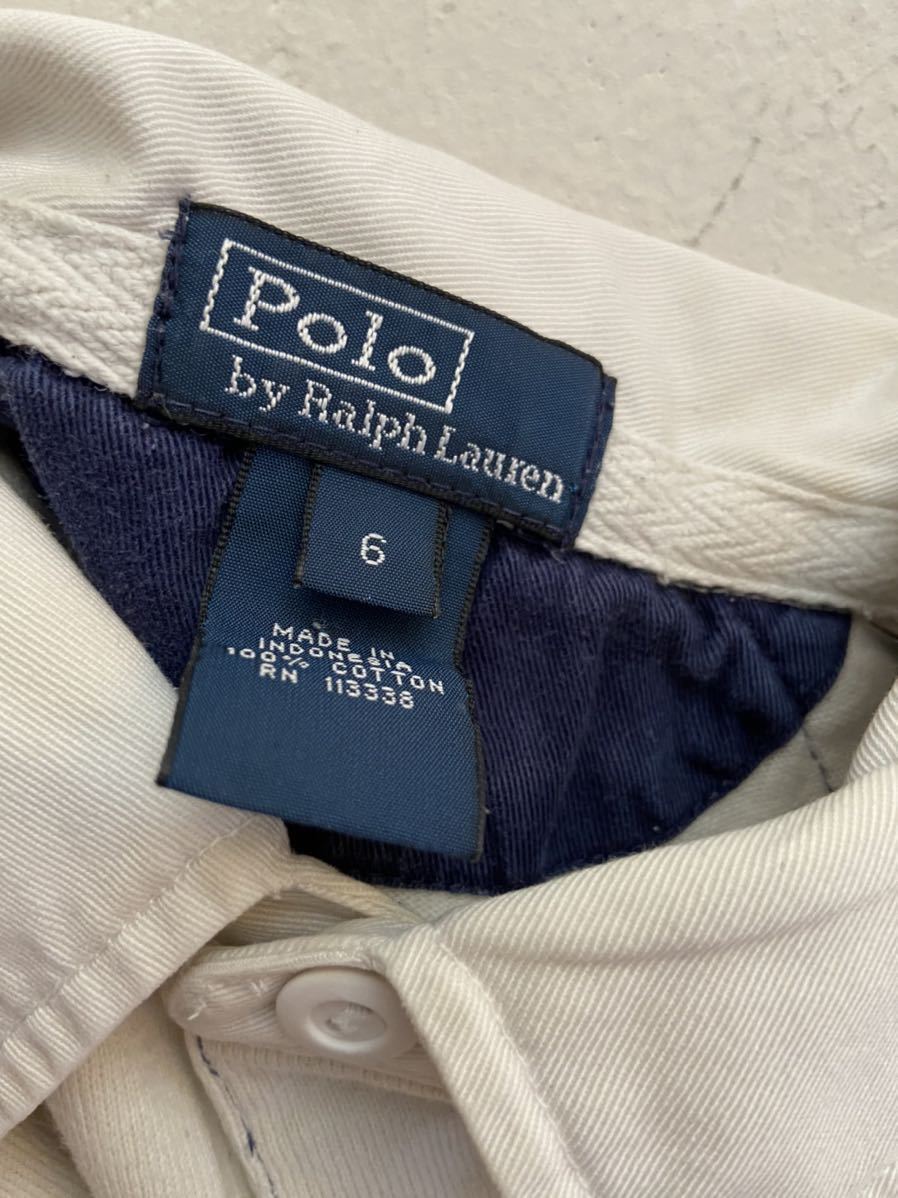 Polo
by Ralph Lauren
6
MADE IN
INDONESIA
100% COTTON
RN 113338